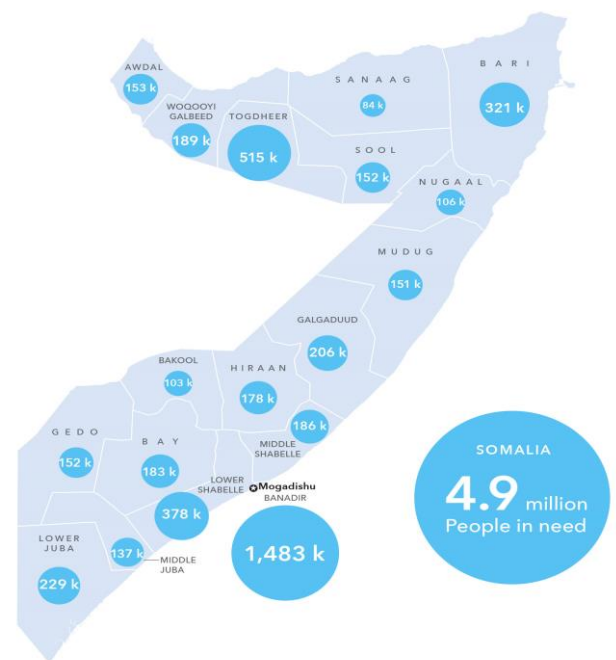 AWDAL
153 k
WOQOOYI
GALBEED
189 k
TOGDHEER
515 k
SANAAG
84 k
BARI
321 k
SOOL
152 k
NUGAAL
106 k
MUDUG
151 k
GALGADUUD
206 k
BAKOOL
103 k
HIRAAN
178 k
MIDDLE
SHABELLE
186 k
GEDO
152 k
BAY
183 k
LOWER
SHABELLE
378 k
Mogadishu
BANADIR
1,483 k
LOWER
JUBA
229 k
137 k
MIDDLE
JUBA
SOMALIA
4.9 million
People in need